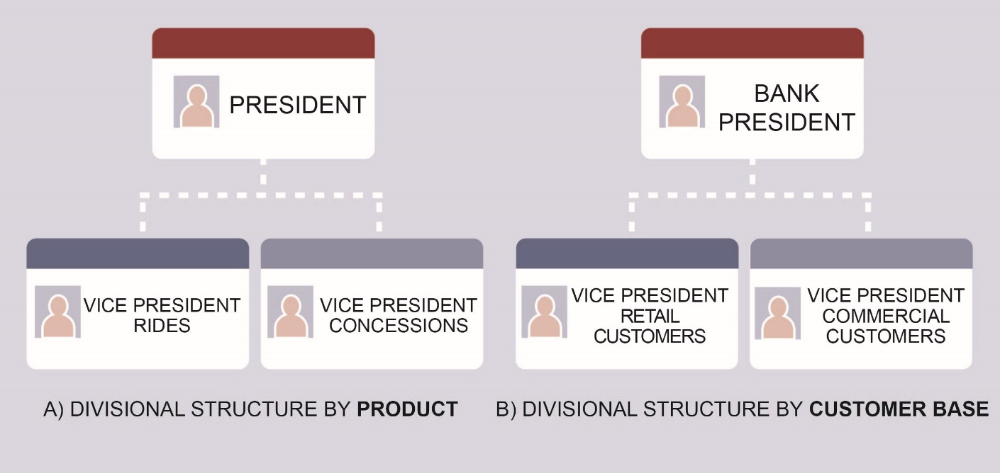 PRESIDENT
VICE PRESIDENT
RIDES
VICE PRESIDENT
CONCESSIONS
A) DIVISIONAL STRUCTURE BY PRODUCT
BANK
PRESIDENT
VICE PRESIDENT
RETAIL
CUSTOMERS
VICE PRESIDENT
COMMERCIAL
CUSTOMERS
B) DIVISIONAL STRUCTURE BY CUSTOMER BASE